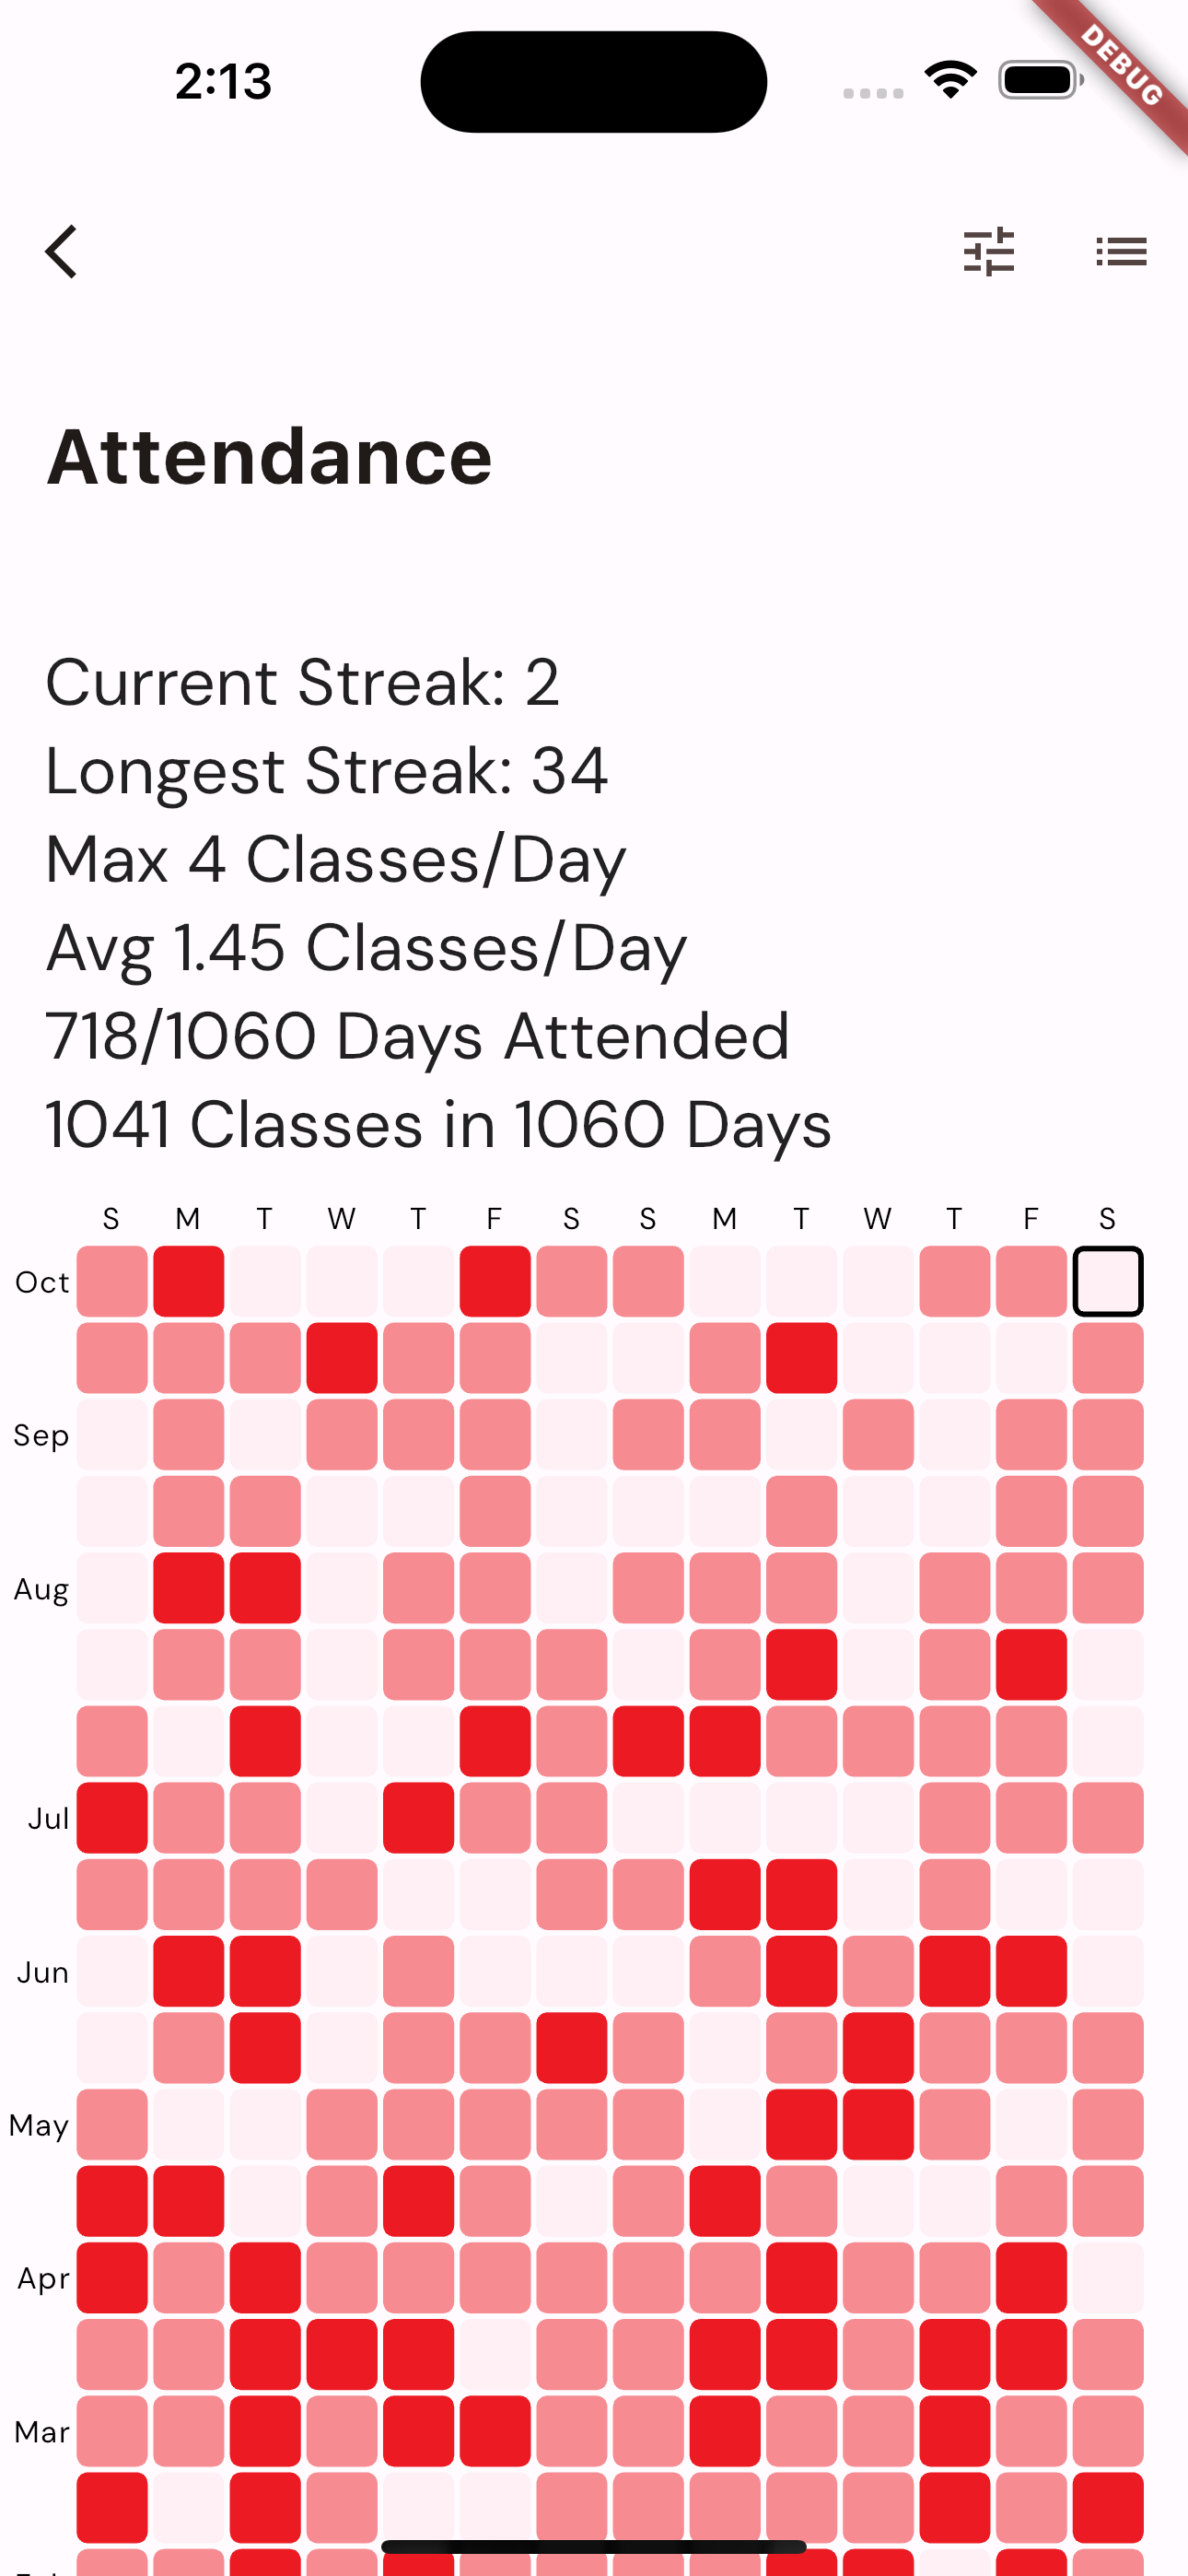 2:13
DEBUG
Attendance
Current Streak: 2
Longest Streak: 34
Max 4 Classes/Day
Avg 1.45 Classes/Day
718/1060 Days Attended
1041 Classes in 1060 Days
S M T W T F S S M T W T F S
Oct
Sep
Aug
Jul
Jun
May
Apr
Mar